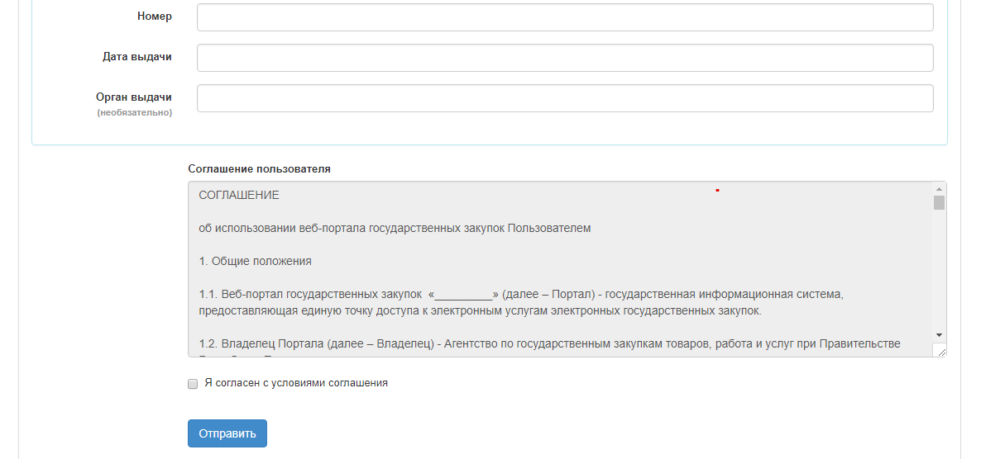 Номер
Дата выдачи
Орган выдачи
(необязательно)
Соглашение пользователя
СОГЛАШЕНИЕ
об использовании веб-портала государственных закупок Пользователем
1. Общие положения
1.1. Веб-портал государственных закупок «_________» (далее – Портал) - государственная информационная система,
предоставляющая единую точку доступа к электронным услугам электронных государственных закупок.
1.2. Владелец Портала (далее – Владелец) - Агентство по государственным закупкам товаров, работа и услуг при Правительстве
Я согласен с условиями соглашения
Отправить